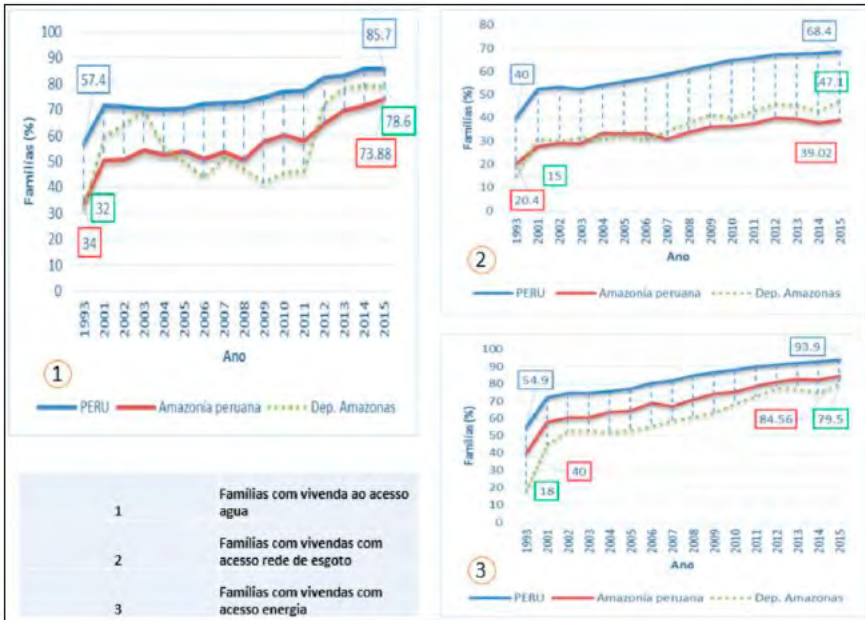 100
90
80
70
60
50
40
30
20
10
0
Famílias (%)
57.4
85.7
32
34
78.6
73.88
1993 2001 2002 2003 2004 2005 2006 2007 2008 2009 2010 2011 2012 2013 2014 2015
Ano
1
PERU Amazonía peruana Dep. Amazonas
80
70
60
50
40
30
20
10
0
Famílias (%)
40
68.4
47.1
15
20.4
39.02
1993 2001 2002 2003 2004 2005 2006 2007 2008 2009 2010 2011 2012 2013 2014 2015
Ano
2
PERU Amazonía peruana Dep. Amazonas
100
90
80
70
60
50
40
30
20
10
0
Famílias (%)
54.9
93.9
40
18
84.56
79.5
1993 2001 2002 2003 2004 2005 2006 2007 2008 2009 2010 2011 2012 2013 2014 2015
Ano
3
PERU Amazonía peruana Dep. Amazonas
1 Famílias com vivenda ao acesso
agua
2 Famílias com vivendas com
acesso rede de esgoto
3 Famílias com vivendas com
acesso energia